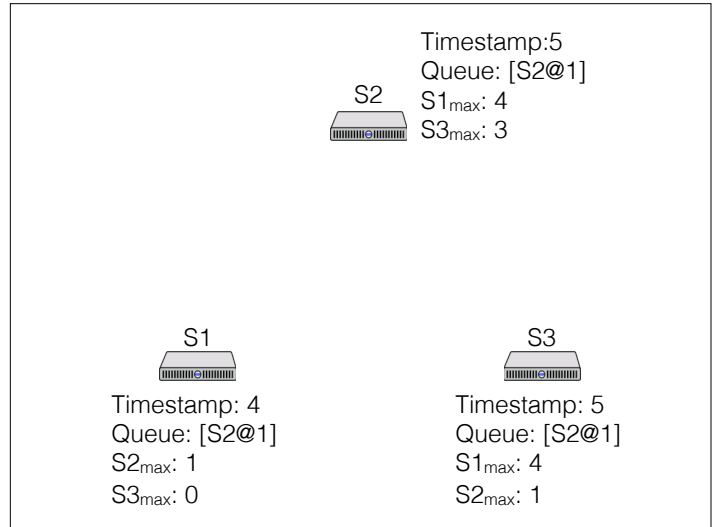 Timestamp:5
Queue: [S2@1]
S2
S1max: 4
S3max: 3
S1
Timestamp: 4
Queue: [S2@1]
S2max: 1
S3max: 0
S3
Timestamp: 5
Queue: [S2@1]
S1max: 4
S2max: 1